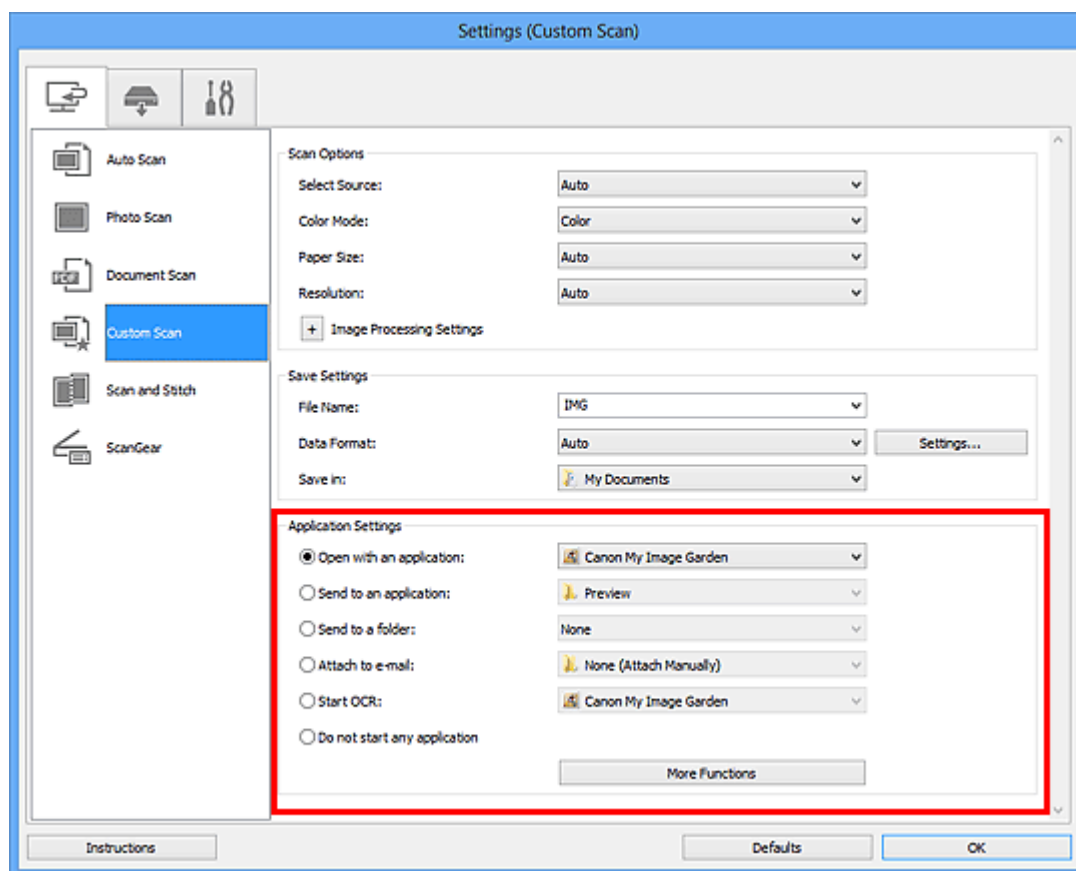 Settings (Custom Scan)
Auto Scan
Photo Scan
Document Scan
Custom Scan
Scan and Stitch
ScanGear
Scan Options
Select Source: Auto
Color Mode: Color
Paper Size: Auto
Resolution: Auto
+ Image Processing Settings
Save Settings
File Name: IMG
Data Format: Auto Settings...
Save in: My Documents
Application Settings
Open with an application: Canon My Image Garden
Send to an application: Preview
Send to a folder: None
Attach to e-mail: None (Attach Manually)
Start OCR: Canon My Image Garden
Do not start any application
More Functions
Instructions Defaults OK